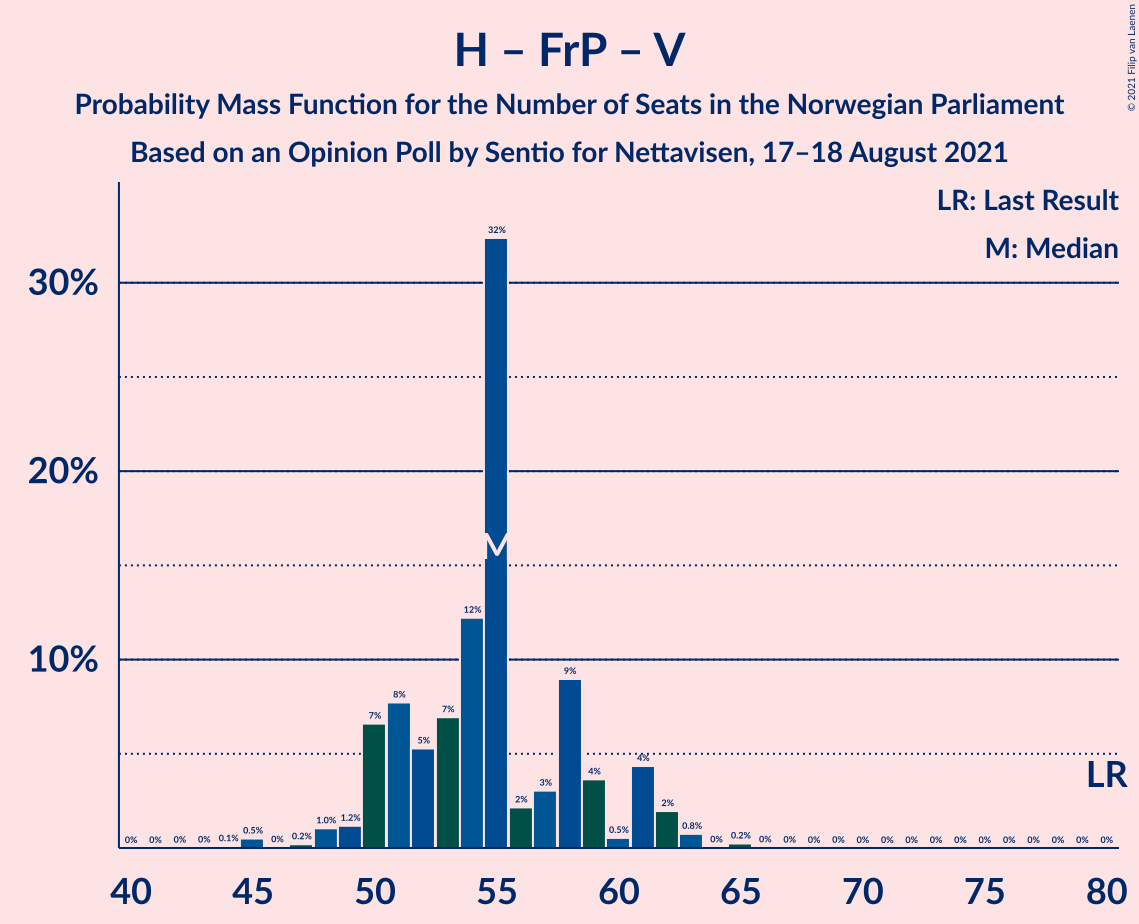 H – FrP – V
Probability Mass Function for the Number of Seats in the Norwegian Parliament
Based on an Opinion Poll by Sentio for Nettavisen, 17–18 August 2021
© 2021 Filip van Laenen
LR: Last Result
M: Median
30%
20%
10%
0% 0% 0% 0% 0.1% 0.5% 0% 0.2% 1.0% 1.2% 7% 8% 5% 7% 12% 32% 2% 3% 9% 4% 0.5% 4% 2% 0.8% 0% 0.2% 0% 0% 0% 0% 0% 0% 0% 0% 0% 0% 0% 0% 0% 0% 0%
M
LR
40 45 50 55 60 65 70 75 80